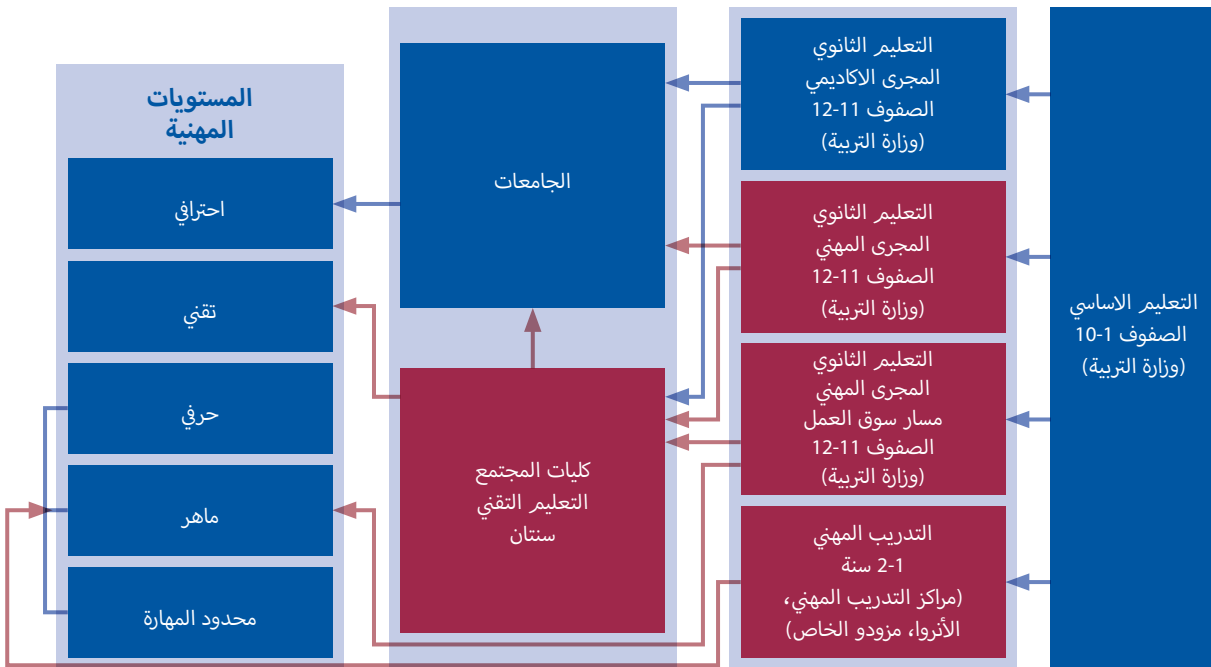 التعليم الاساسي
الصفوف 1-10
(وزارة التربية)
التعليم الثانوي
المجرى الاكاديمي
الصفوف 11-12
(وزارة التربية)
التعليم الثانوي
المجرى المهني
الصفوف 11-12
(وزارة التربية)
التعليم الثانوي
المجرى المهني
مسار سوق العمل
الصفوف 11-12
(وزارة التربية)
التدريب المهني
1-2 سنة
(مراكز التدريب المهني،
الأنروا، مزودو الخاص)
الجامعات
كليات المجتمع
التعليم التقني
سنتان
المستويات
المهنية
احترافي
تقني
حرفي
ماهر
محدود المهارة